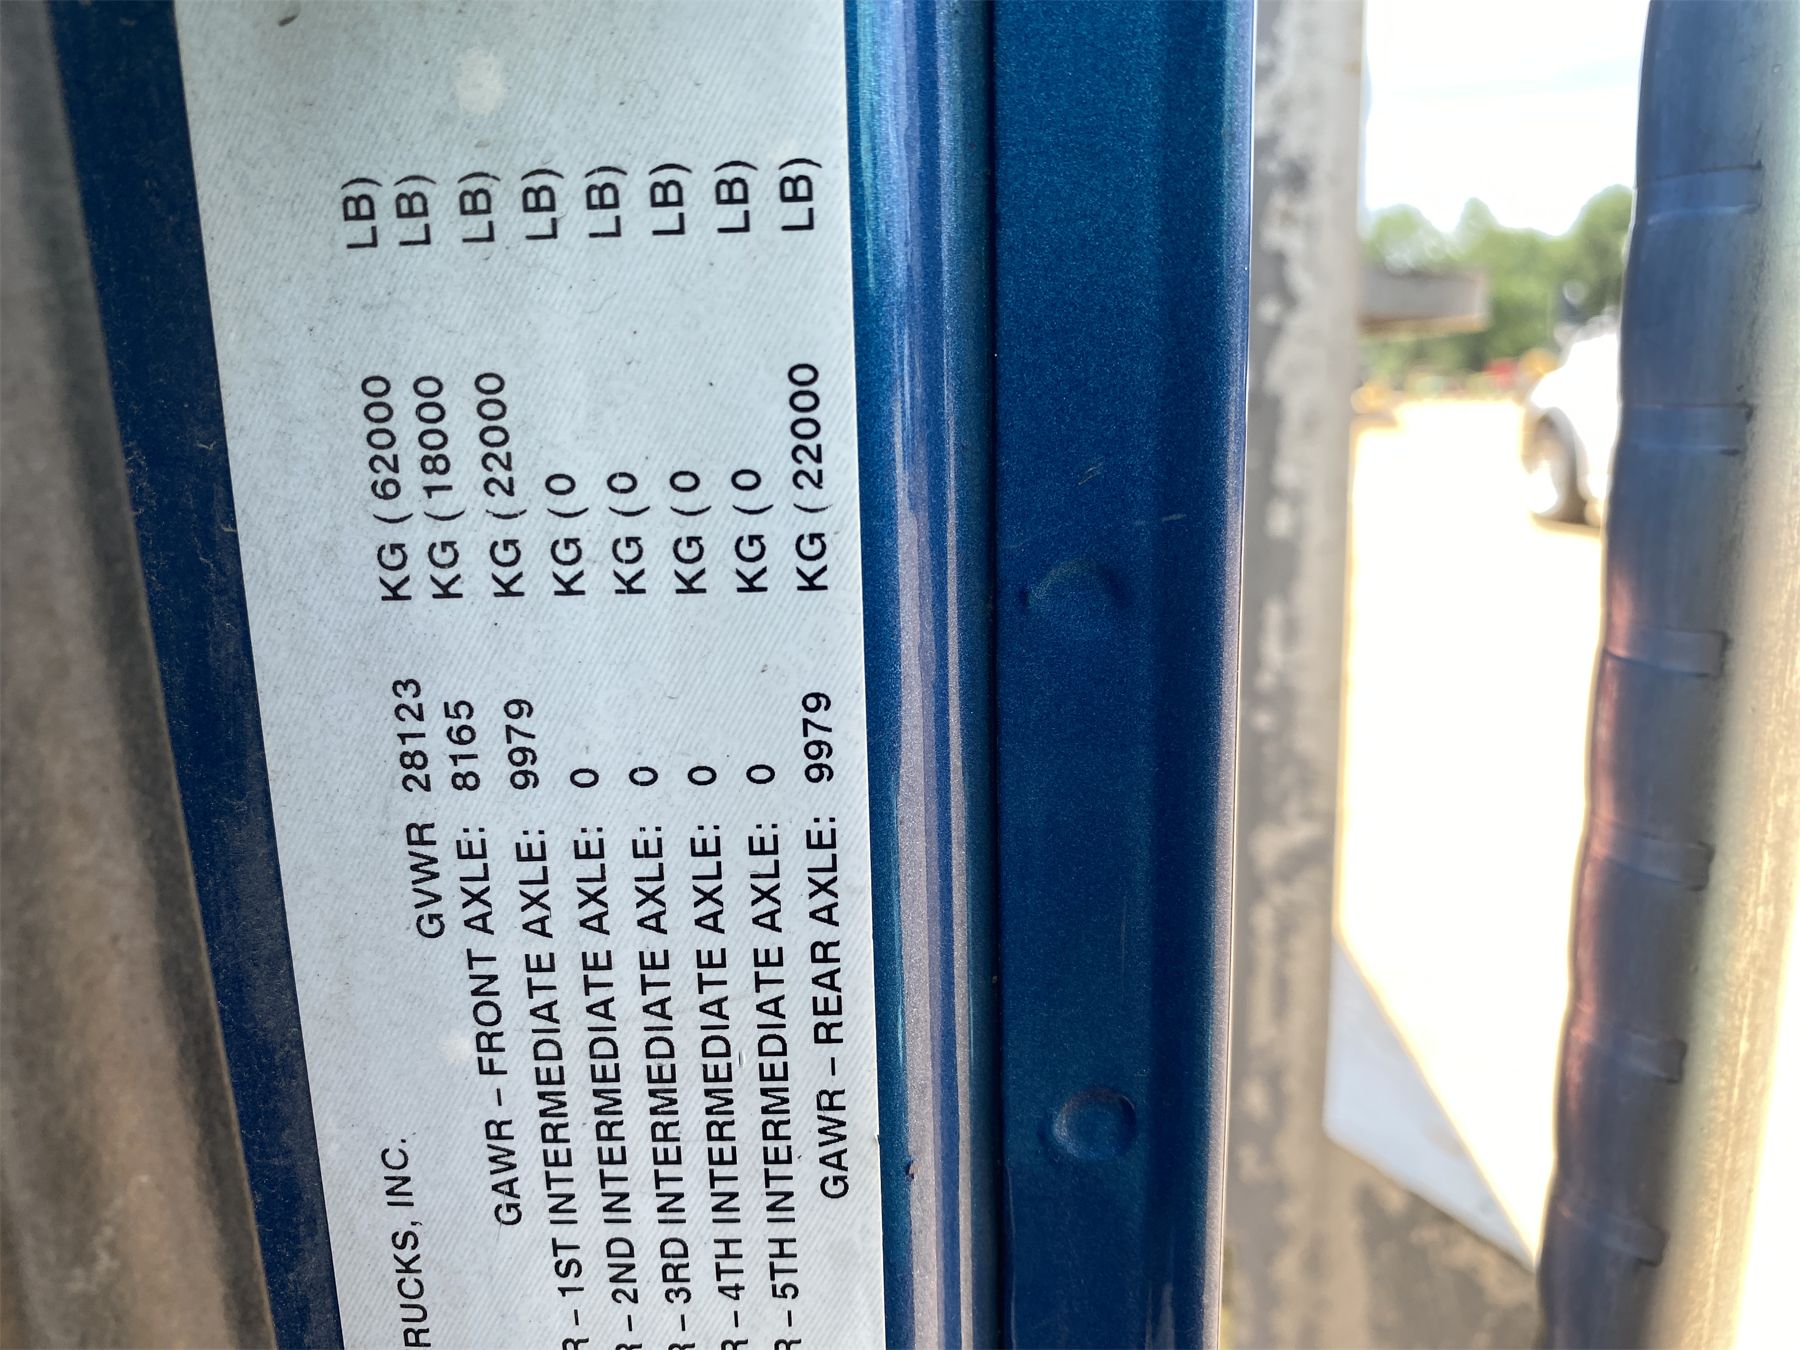 RUCKS, INC.
GVWR 28123 KG ( 62000 LB)
GAWR – FRONT AXLE: 8165 KG ( 18000 LB)
R – 1ST INTERMEDIATE AXLE: 9979 KG ( 22000 LB)
R – 2ND INTERMEDIATE AXLE: 0 KG ( 0 LB)
R – 3RD INTERMEDIATE AXLE: 0 KG ( 0 LB)
R – 4TH INTERMEDIATE AXLE: 0 KG ( 0 LB)
R – 5TH INTERMEDIATE AXLE: 0 KG ( 0 LB)
GAWR – REAR AXLE: 9979 KG ( 22000 LB)